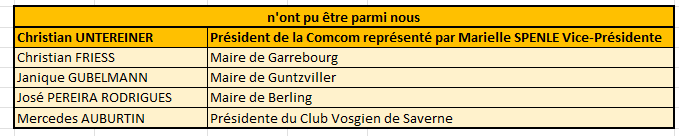 n'ont pu être parmi nous
Christian UNTEREINER Président de la Comcom représenté par Marielle SPENLE Vice-Présidente
Christian FRIESS Maire de Garrebourg
Janique GUBELMANN Maire de Guntzviller
José PEREIRA RODRIGUES Maire de Berling
Mercedes AUBURTIN Présidente du Club Vosgien de Saverne